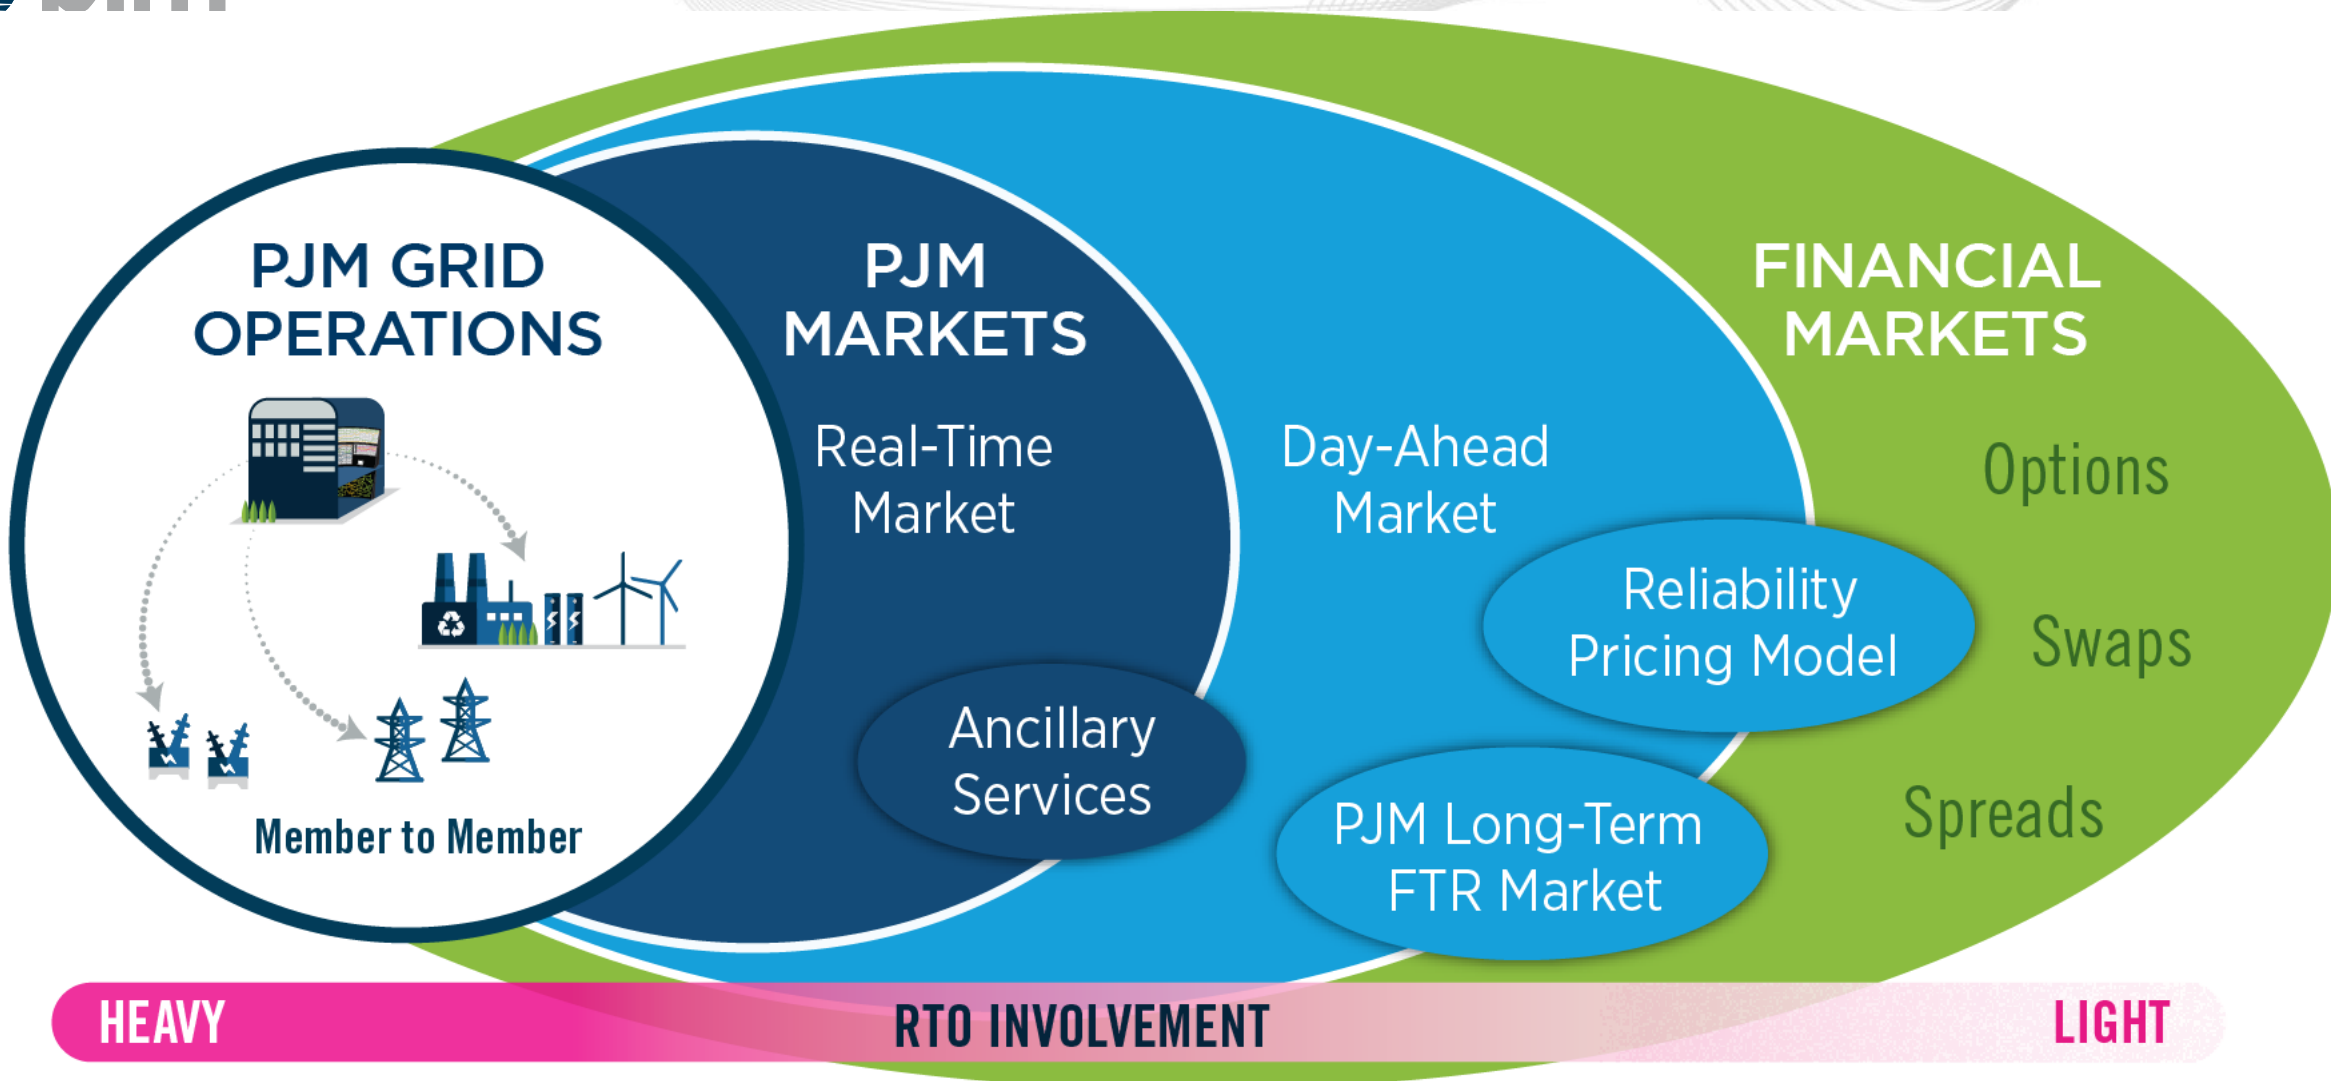 PJM GRID
OPERATIONS
Member to Member
PJM
MARKETS
Real-Time
Market
Ancillary
Services
Day-Ahead
Market
Reliability
Pricing Model
PJM Long-Term
FTR Market
FINANCIAL
MARKETS
Options
Swaps
Spreads
HEAVY
RTO INVOLVEMENT
LIGHT